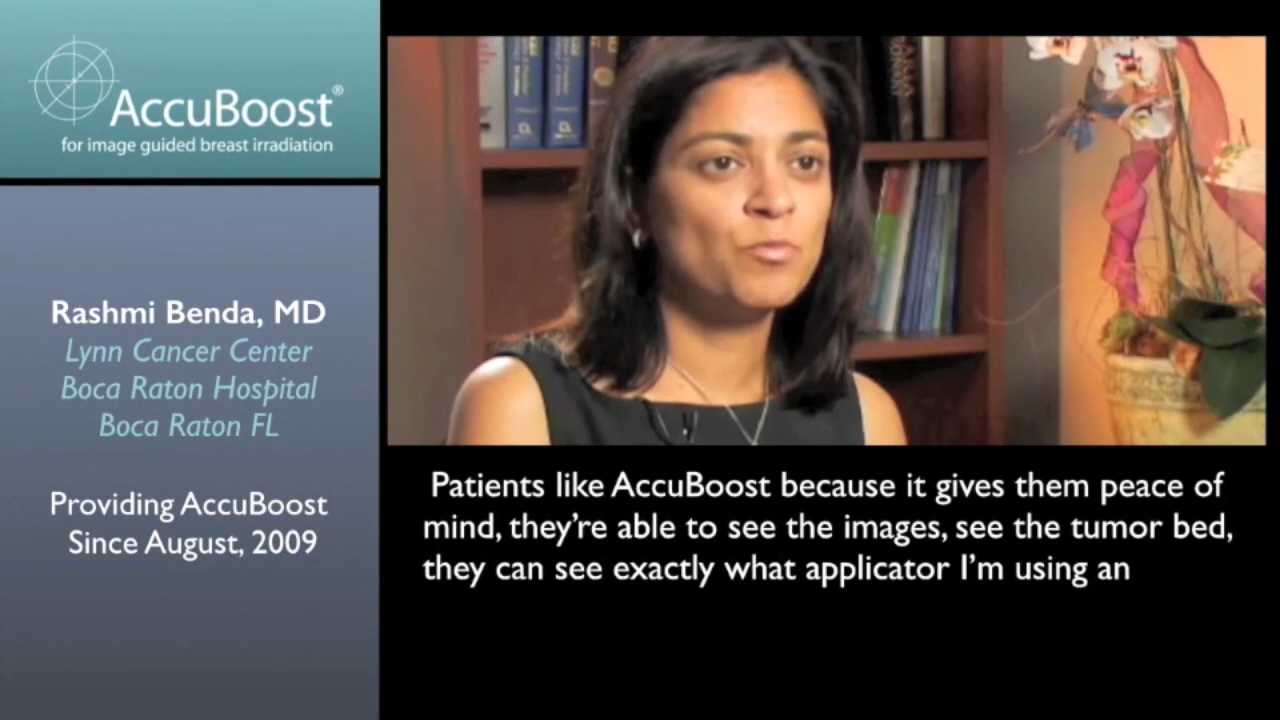 AccuBoost®
for image guided breast irradiation
Rashmi Benda, MD
Lynn Cancer Center
Boca Raton Hospital
Boca Raton FL
Providing AccuBoost
Since August, 2009
Patients like AccuBoost because it gives them peace of
mind, they're able to see the images, see the tumor bed,
they can see exactly what applicator I'm using an